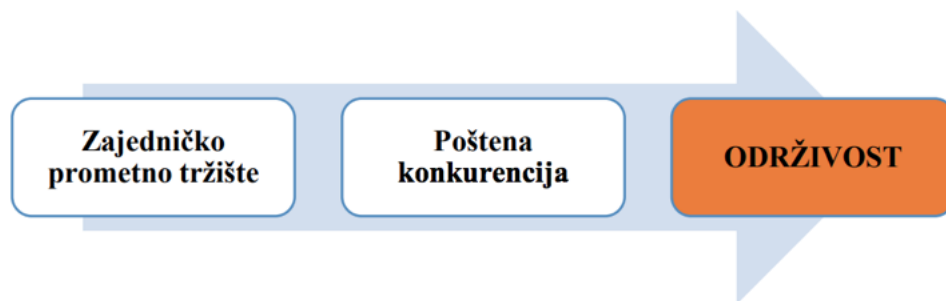 Zajedničko
prometno tržište
Poštena
konkurencija
ODRŽIVOST